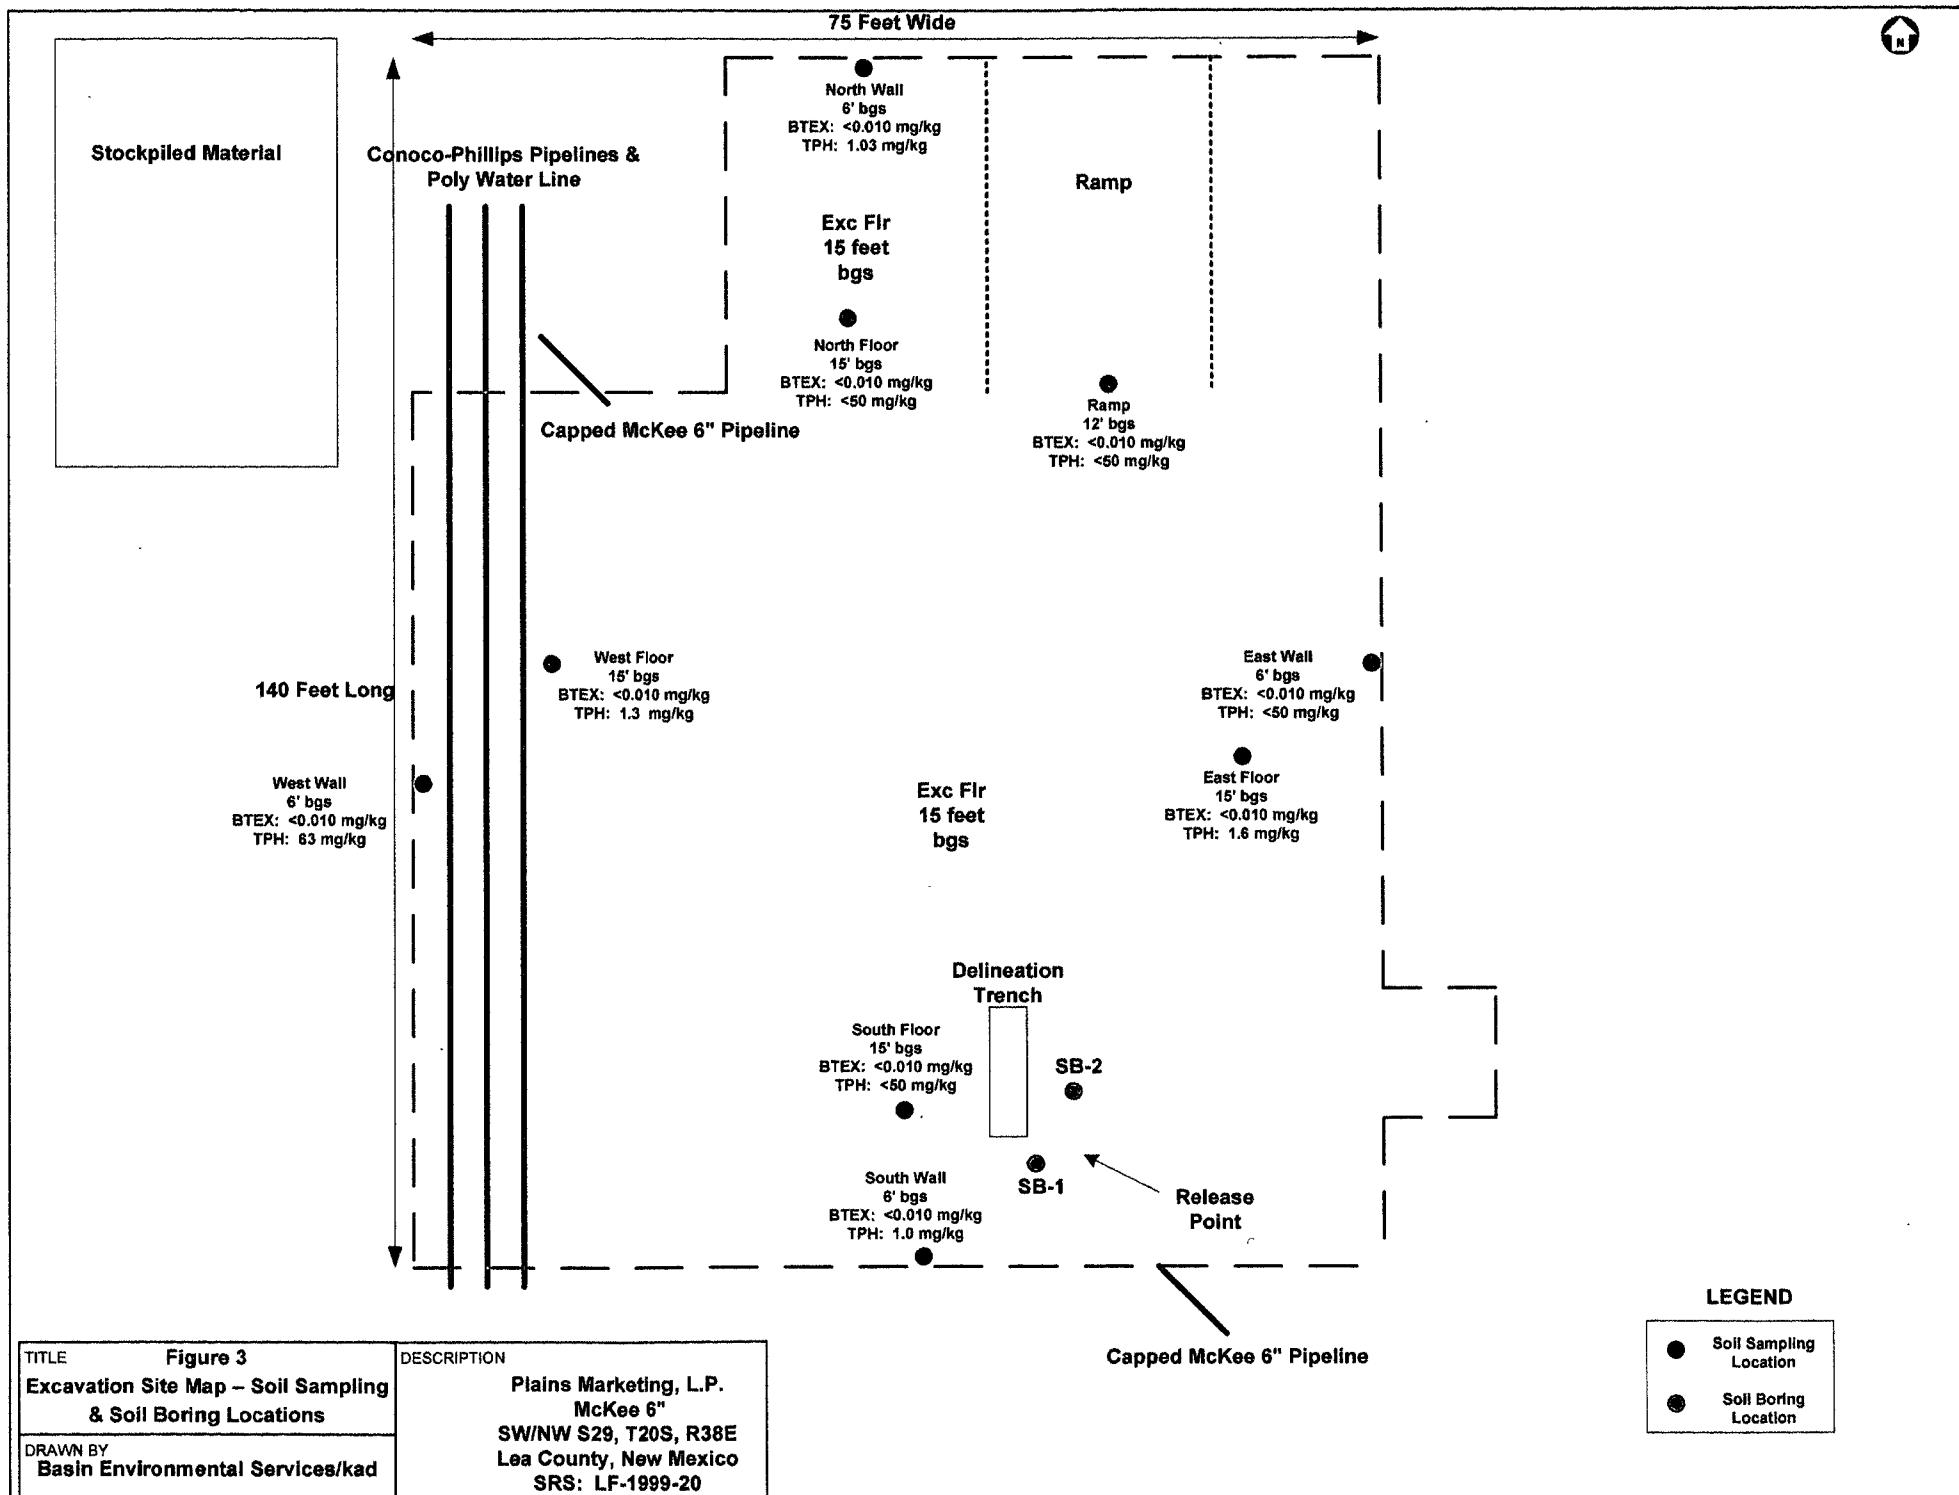 75 Feet Wide
N
Stockpiled Material
Conoco-Phillips Pipelines &
Poly Water Line
North Wall
6' bgs
BTEX: <0.010 mg/kg
TPH: 1.03 mg/kg
Ramp
Exc Flr
15 feet
bgs
North Floor
15' bgs
BTEX: <0.010 mg/kg
TPH: <50 mg/kg
Ramp
12' bgs
BTEX: <0.010 mg/kg
TPH: <50 mg/kg
Capped McKee 6" Pipeline
140 Feet Long
West Floor
15' bgs
BTEX: <0.010 mg/kg
TPH: 1.3 mg/kg
East Wall
6' bgs
BTEX: <0.010 mg/kg
TPH: <50 mg/kg
West Wall
6' bgs
BTEX: <0.010 mg/kg
TPH: 63 mg/kg
Exc Flr
15 feet
bgs
East Floor
15' bgs
BTEX: <0.010 mg/kg
TPH: 1.6 mg/kg
Delineation
Trench
South Floor
15' bgs
BTEX: <0.010 mg/kg
TPH: <50 mg/kg
SB-2
SB-1
South Wall
6' bgs
BTEX: <0.010 mg/kg
TPH: 1.0 mg/kg
Release
Point
Capped McKee 6" Pipeline
LEGEND
Soil Sampling
Location
Soil Boring
Location
TITLE
Figure 3
Excavation Site Map – Soil Sampling
& Soil Boring Locations
DRAWN BY
Basin Environmental Services/kad
DESCRIPTION
Plains Marketing, L.P.
McKee 6"
SW/NW S29, T20S, R38E
Lea County, New Mexico
SRS: LF-1999-20